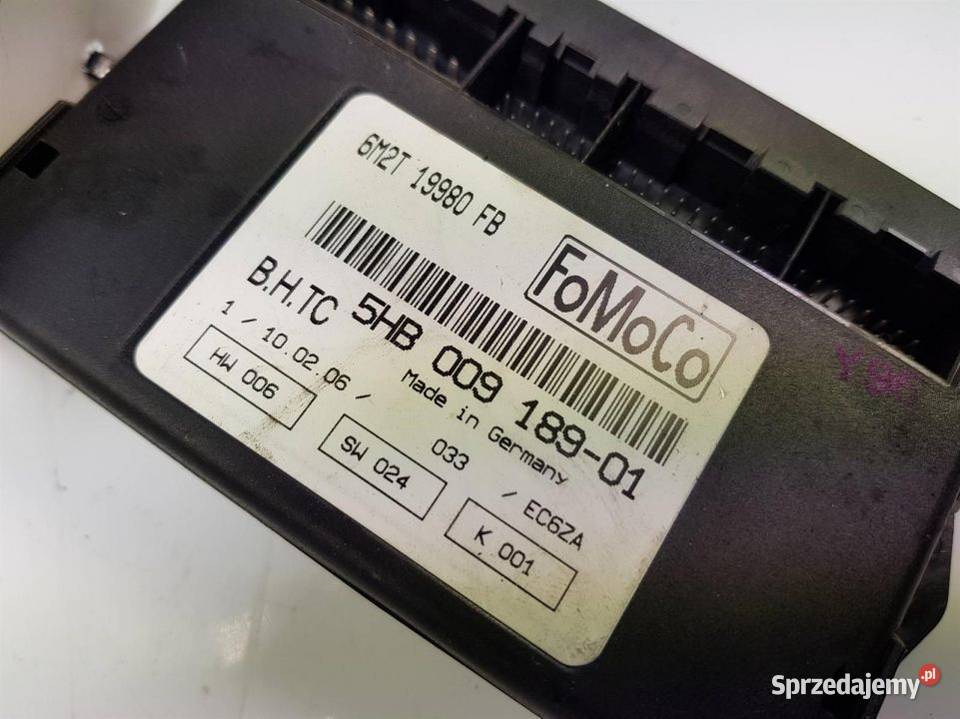 6M2T 19980 FB
FoMoCo
B.H.TC 5HB 009 189-01
Made in Germany
1 / 10.02.06 / 033 / EC6ZA
HW 006
SW 024
K 001
Sprzedajemy.pl